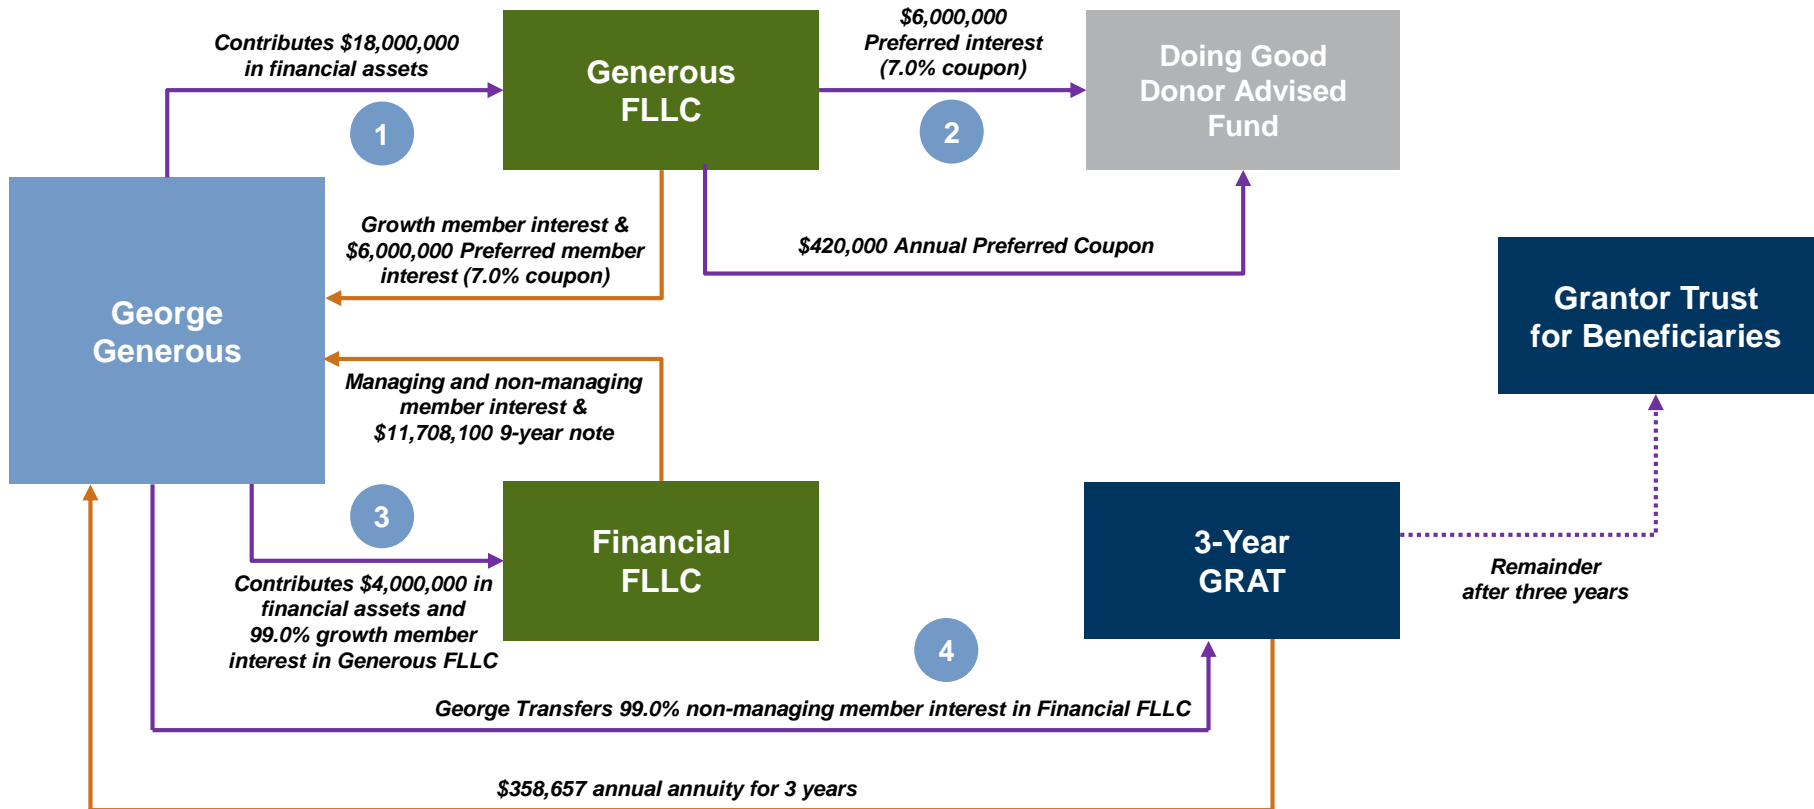 Contributes $18,000,000
in financial assets
1
Generous
FLLC
$6,000,000
Preferred interest
(7.0% coupon)
2
Doing Good
Donor Advised
Fund
Growth member interest &
$6,000,000 Preferred member
interest (7.0% coupon)
$420,000 Annual Preferred Coupon
George
Generous
Grantor Trust
for Beneficiaries
Managing and non-managing
member interest &
$11,708,100 9-year note
3
Contributes $4,000,000 in
financial assets and
99.0% growth member
interest in Generous FLLC
Financial
FLLC
3-Year
GRAT
Remainder
after three years
4
George Transfers 99.0% non-managing member interest in Financial FLLC
$358,657 annual annuity for 3 years